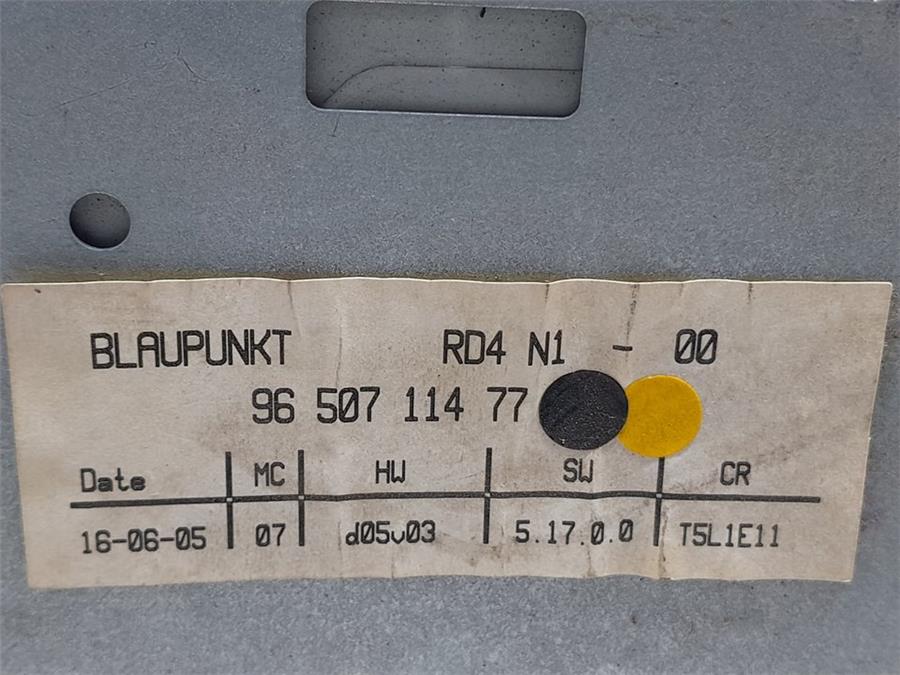 BLAUPUNKT RD4 N1 - 00
96 507 114 77
Date MC HW SW CR
16-06-05 07 d05v03 5.17.0.0 T5L1E11